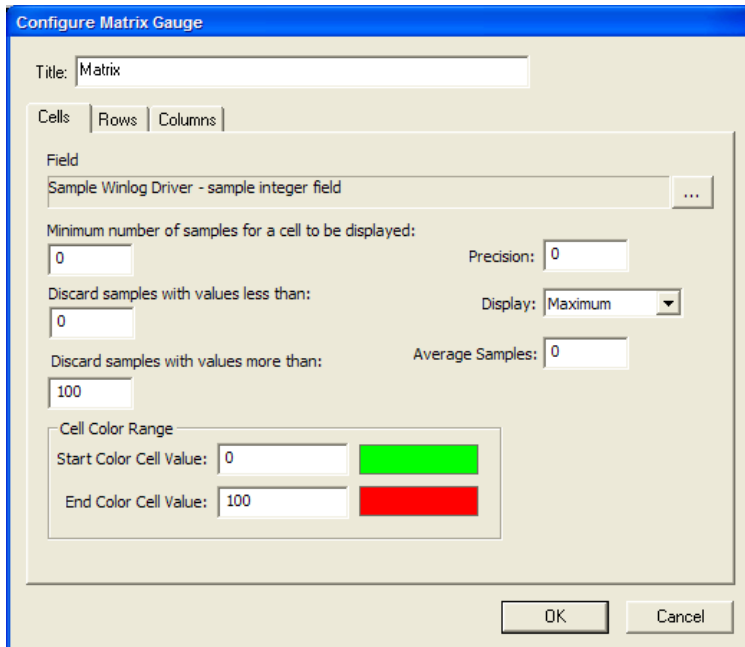 Configure Matrix Gauge
Title: Matrix
Cells Rows Columns
Field
Sample Winlog Driver - sample integer field ...
Minimum number of samples for a cell to be displayed:
0
Precision: 0
Discard samples with values less than:
0
Display: Maximum
Discard samples with values more than:
100
Average Samples: 0
Cell Color Range
Start Color Cell Value: 0
End Color Cell Value: 100
OK Cancel